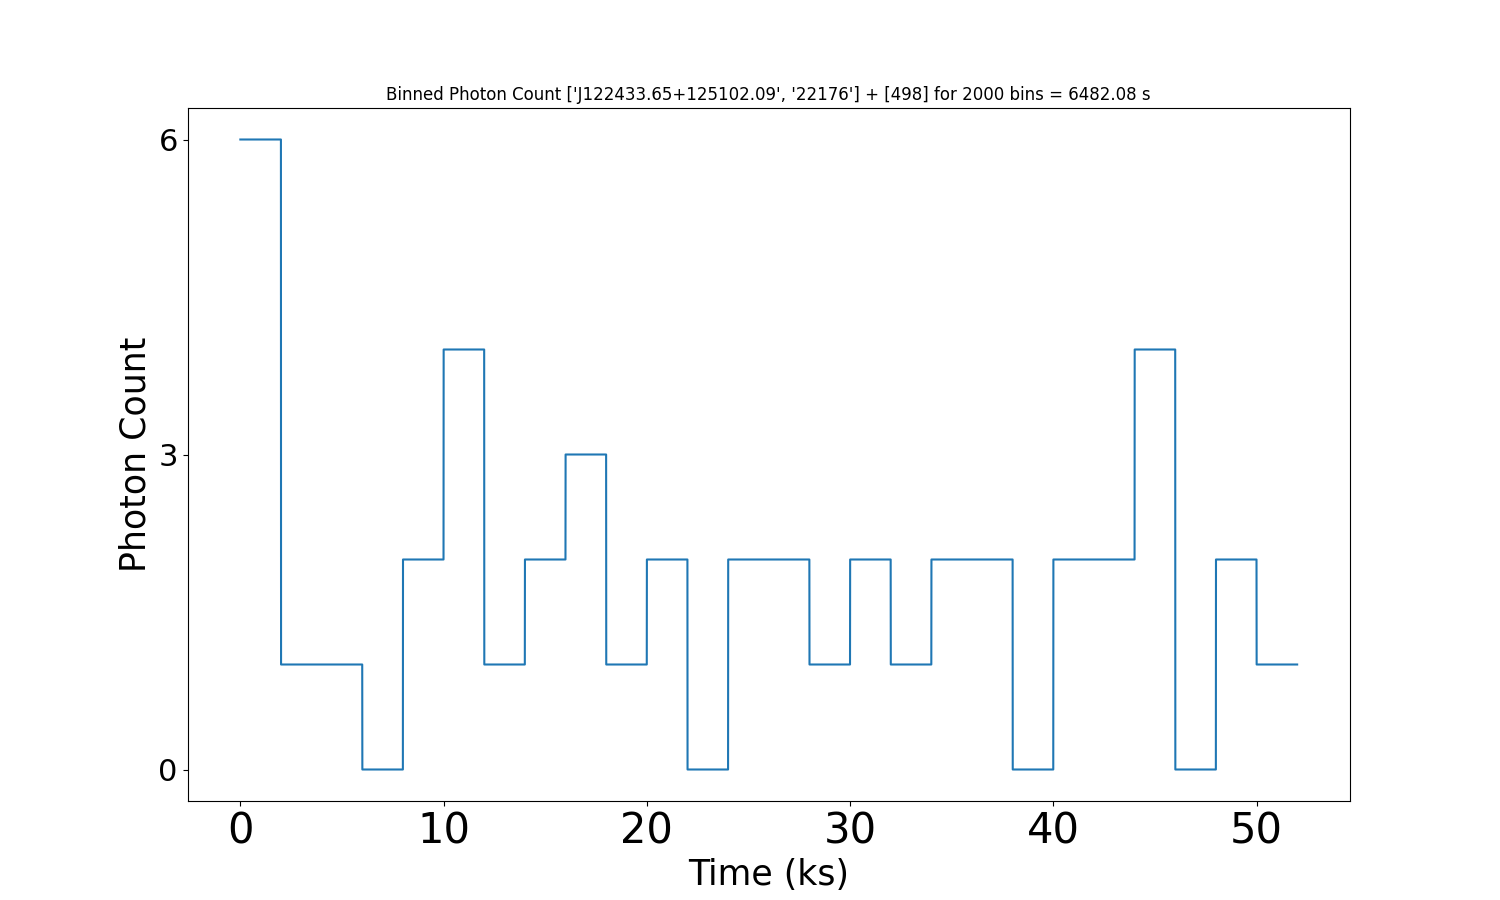 Binned Photon Count ['J122433.65+125102.09', '22176'] + [498] for 2000 bins = 6482.08 s
6
3
0
Photon Count
0 10 20 30 40 50
Time (ks)